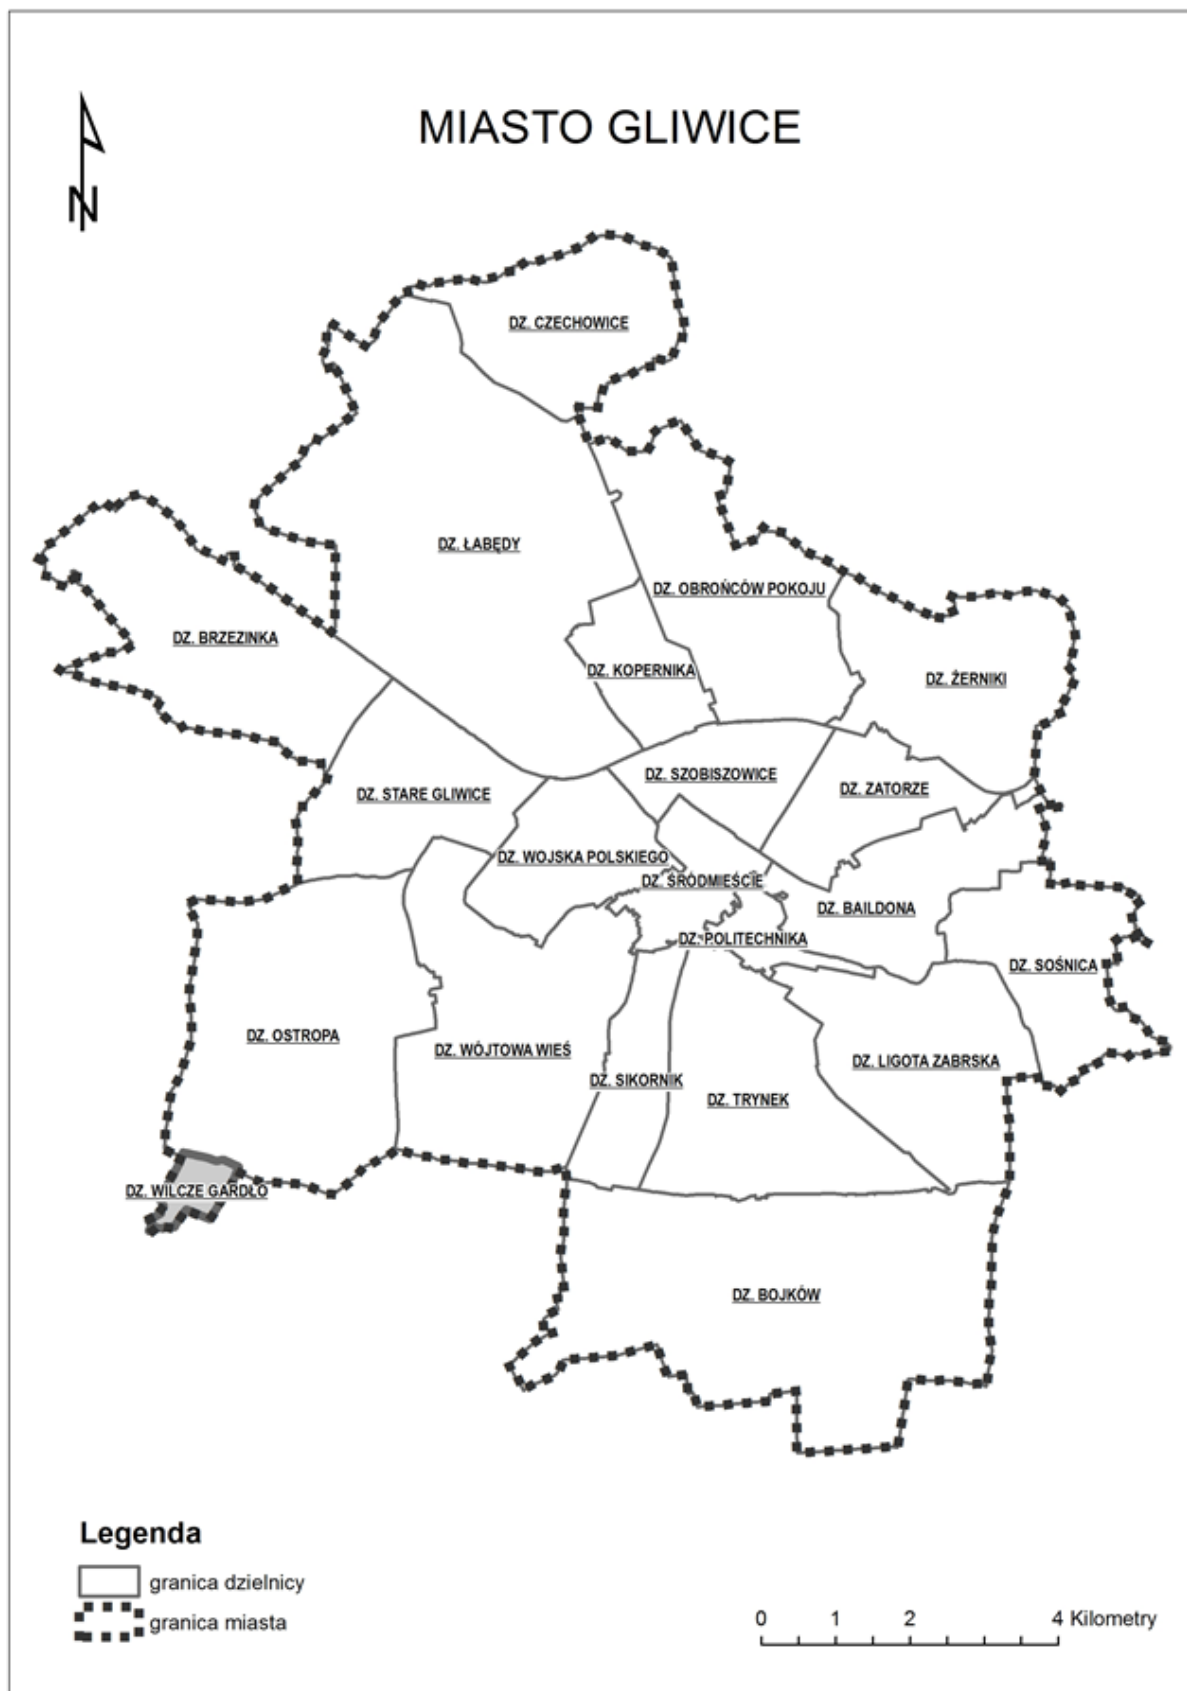 MIASTO GLIWICE
N
DZ. CZECHOWICE
DZ. ŁABĘDY
DZ. OBROŃCÓW POKOJU
DZ. BRZEZINKA
DZ. KOPERNIKA
DZ. ŻERNIKI
DZ. SZOBISZOWICE
DZ. STARE GLIWICE
DZ. ZATORZE
DZ. WOJSKA POLSKIEGO
DZ. ŚRÓDMIEŚCIE
DZ. BAILDONA
DZ. POLITECHNIKA
DZ. SOŚNICA
DZ. OSTROPA
DZ. WÓJTOWA WIEŚ
DZ. LIGOTA ZABRSKA
DZ. SIKORNIK
DZ. TRYNEK
DZ. WILCZE GARDŁO
DZ. BOJKÓW
Legenda
granica dzielnicy
granica miasta
0 1 2 4 Kilometry